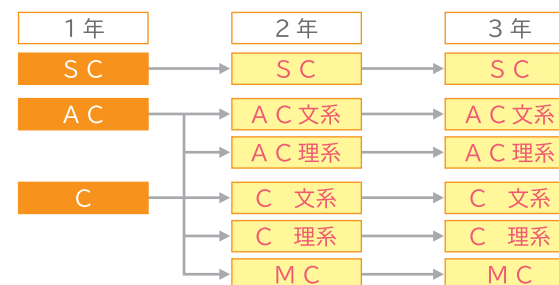 １年 ２年 ３年
ＳＣ ＳＣ ＳＣ
ＡＣ ＡＣ文系 ＡＣ文系
ＡＣ理系 ＡＣ理系
Ｃ Ｃ　文系 Ｃ　文系
Ｃ　理系 Ｃ　理系
ＭＣ ＭＣ